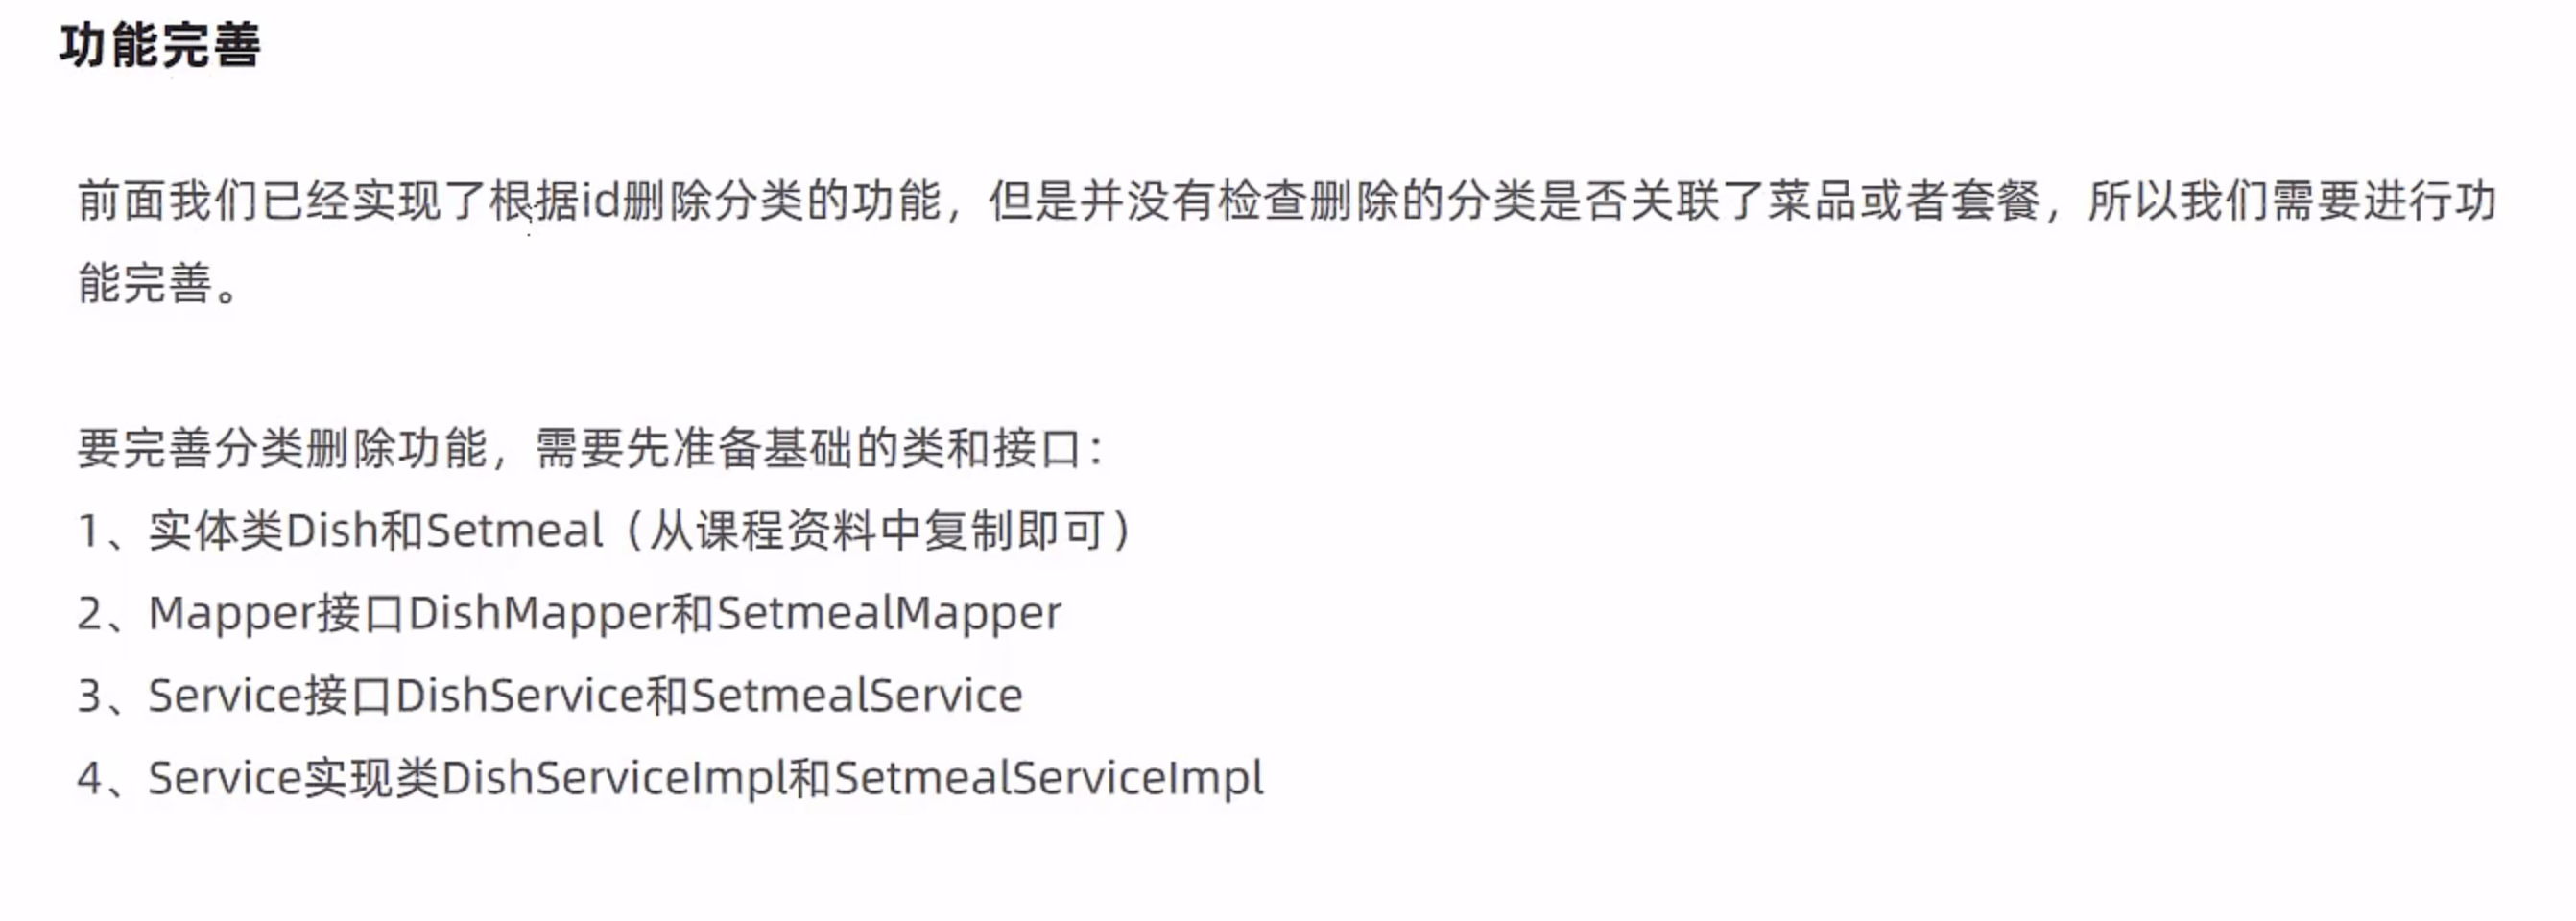 功能完善
前面我们已经实现了根据id删除分类的功能，但是并没有检查删除的分类是否关联了菜品或者套餐，所以我们需要进行功
能完善。
要完善分类删除功能，需要先准备基础的类和接口：
1、实体类Dish和Setmeal（从课程资料中复制即可）
2、Mapper接口DishMapper和SetmealMapper
3、Service接口DishService和SetmealService
4、Service实现类DishServiceImpl和SetmealServiceImpl